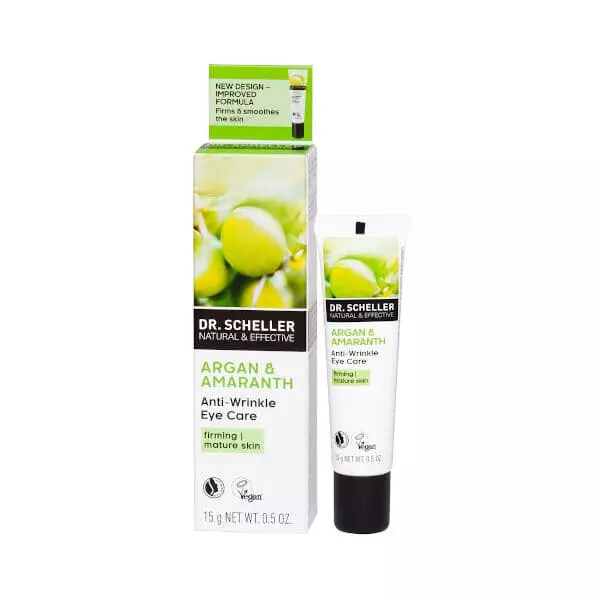 NEW DESIGN –
IMPROVED
FORMULA
Firms & smoothes
the skin
DR. SCHELLER
NATURAL & EFFECTIVE
ARGAN &
AMARANTH
Anti-Wrinkle
Eye Care
firming |
mature skin
Vegan
15 g NET WT. 0.5 OZ.
DR. SCHELLER
NATURAL & EFFECTIVE
ARGAN &
AMARANTH
Anti-Wrinkle
Eye Care
firming |
mature skin
Vegan
15 g NET WT. 0.5 OZ.